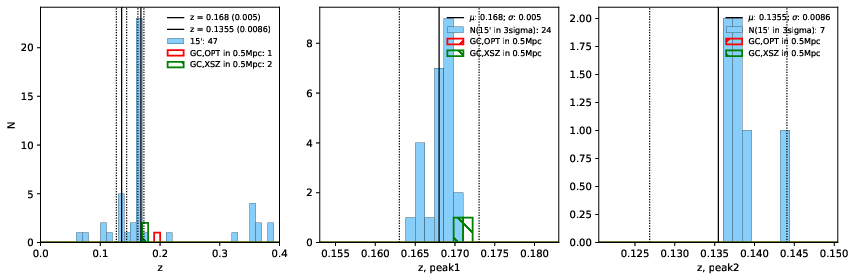 z = 0.168 (0.005)
z = 0.1355 (0.0086)
15': 47
GC,OPT in 0.5Mpc: 1
GC,XSZ in 0.5Mpc: 2
N
20
15
10
5
0
0.0 0.1 0.2 0.3 0.4
z
μ: 0.168; σ: 0.005
N(15' in 3sigma): 24
GC,OPT in 0.5Mpc
GC,XSZ in 0.5Mpc
8
6
4
2
0
0.155 0.160 0.165 0.170 0.175 0.180
z, peak1
μ: 0.1355; σ: 0.0086
N(15' in 3sigma): 7
GC,OPT in 0.5Mpc
GC,XSZ in 0.5Mpc
2.00
1.75
1.50
1.25
1.00
0.75
0.50
0.25
0.00
0.125 0.130 0.135 0.140 0.145 0.150
z, peak2